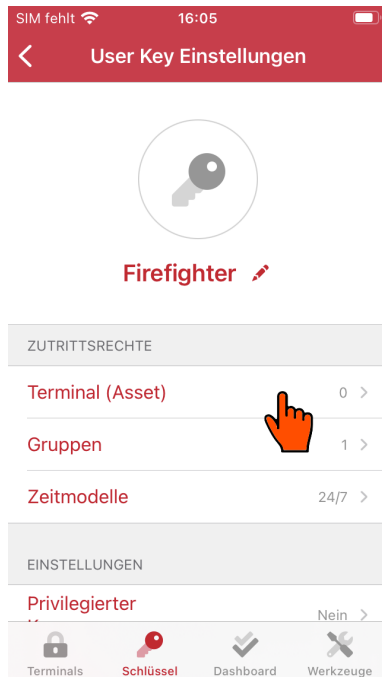 SIM fehlt 16:05
User Key Einstellungen
Firefighter
ZUTRITTSRECHTE
Terminal (Asset) 0
Gruppen 1
Zeitmodelle 24/7
EINSTELLUNGEN
Privilegierter
Nein
Terminals Schlüssel Dashboard Werkzeuge